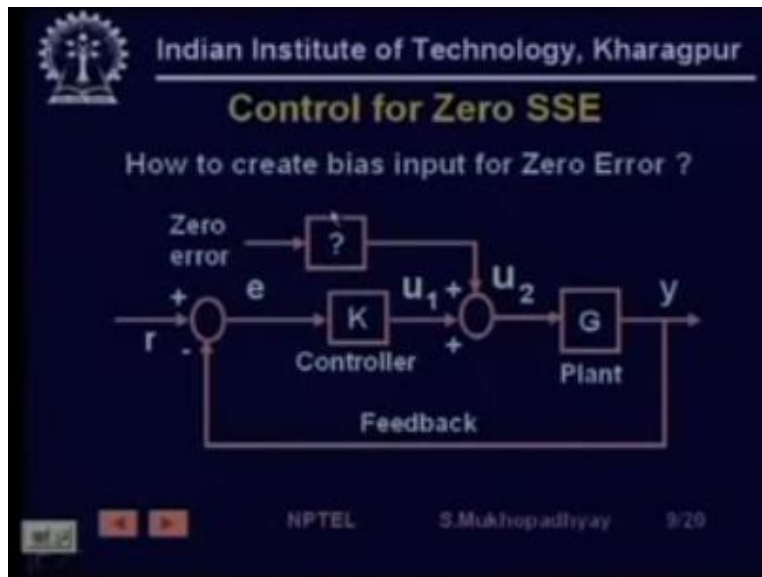 Indian Institute of Technology, Kharagpur
Control for Zero SSE
How to create bias input for Zero Error ?
Zero
error
?
+
e
u1
+
u2
y
r
-
K
+
G
Controller
Plant
Feedback
NPTEL
S.Mukhopadhyay
9/20